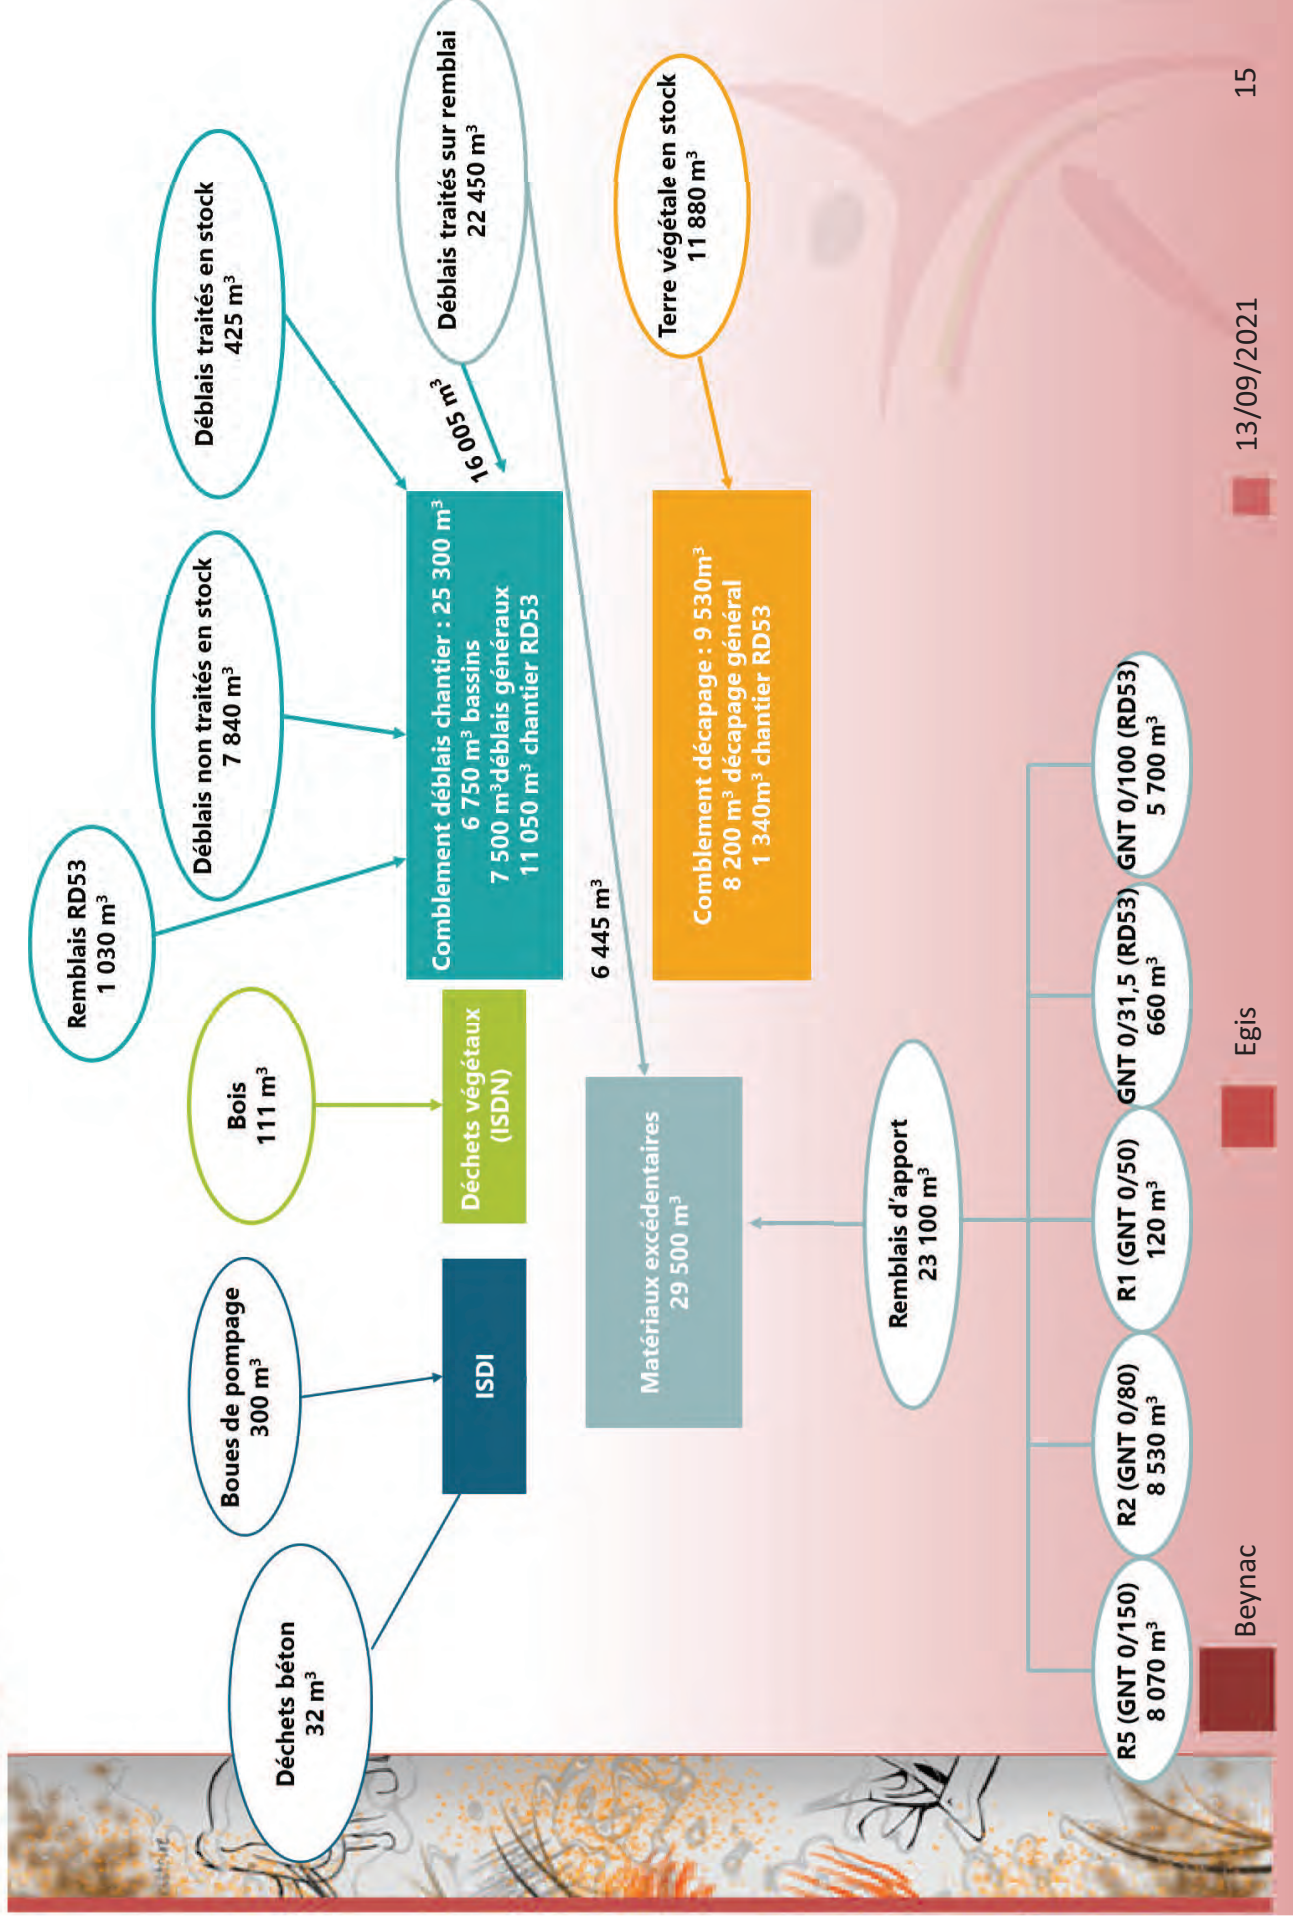 Remblais RD53
1 030 m³
Déblais non traités en stock
7 840 m³
Déblais traités en stock
425 m³
Déchets béton
32 m³
Boues de pompage
300 m³
Bois
111 m³
Déblais traités sur remblai
22 450 m³
16 005 m³
ISDI
Déchets végétaux
(ISDN)
Comblement déblais chantier : 25 300 m³
6 750 m³ bassins
7 500 m³déblais généraux
11 050 m³ chantier RD53
6 445 m³
Matériaux excédentaires
29 500 m³
Comblement décapage : 9 530m³
8 200 m³ décapage général
1 340m³ chantier RD53
Terre végétale en stock
11 880 m³
Remblais d’apport
23 100 m³
R5 (GNT 0/150)
8 070 m³
R2 (GNT 0/80)
8 530 m³
R1 (GNT 0/50)
120 m³
GNT 0/31,5 (RD53)
660 m³
GNT 0/100 (RD53)
5 700 m³
Beynac
Egis
13/09/2021
15